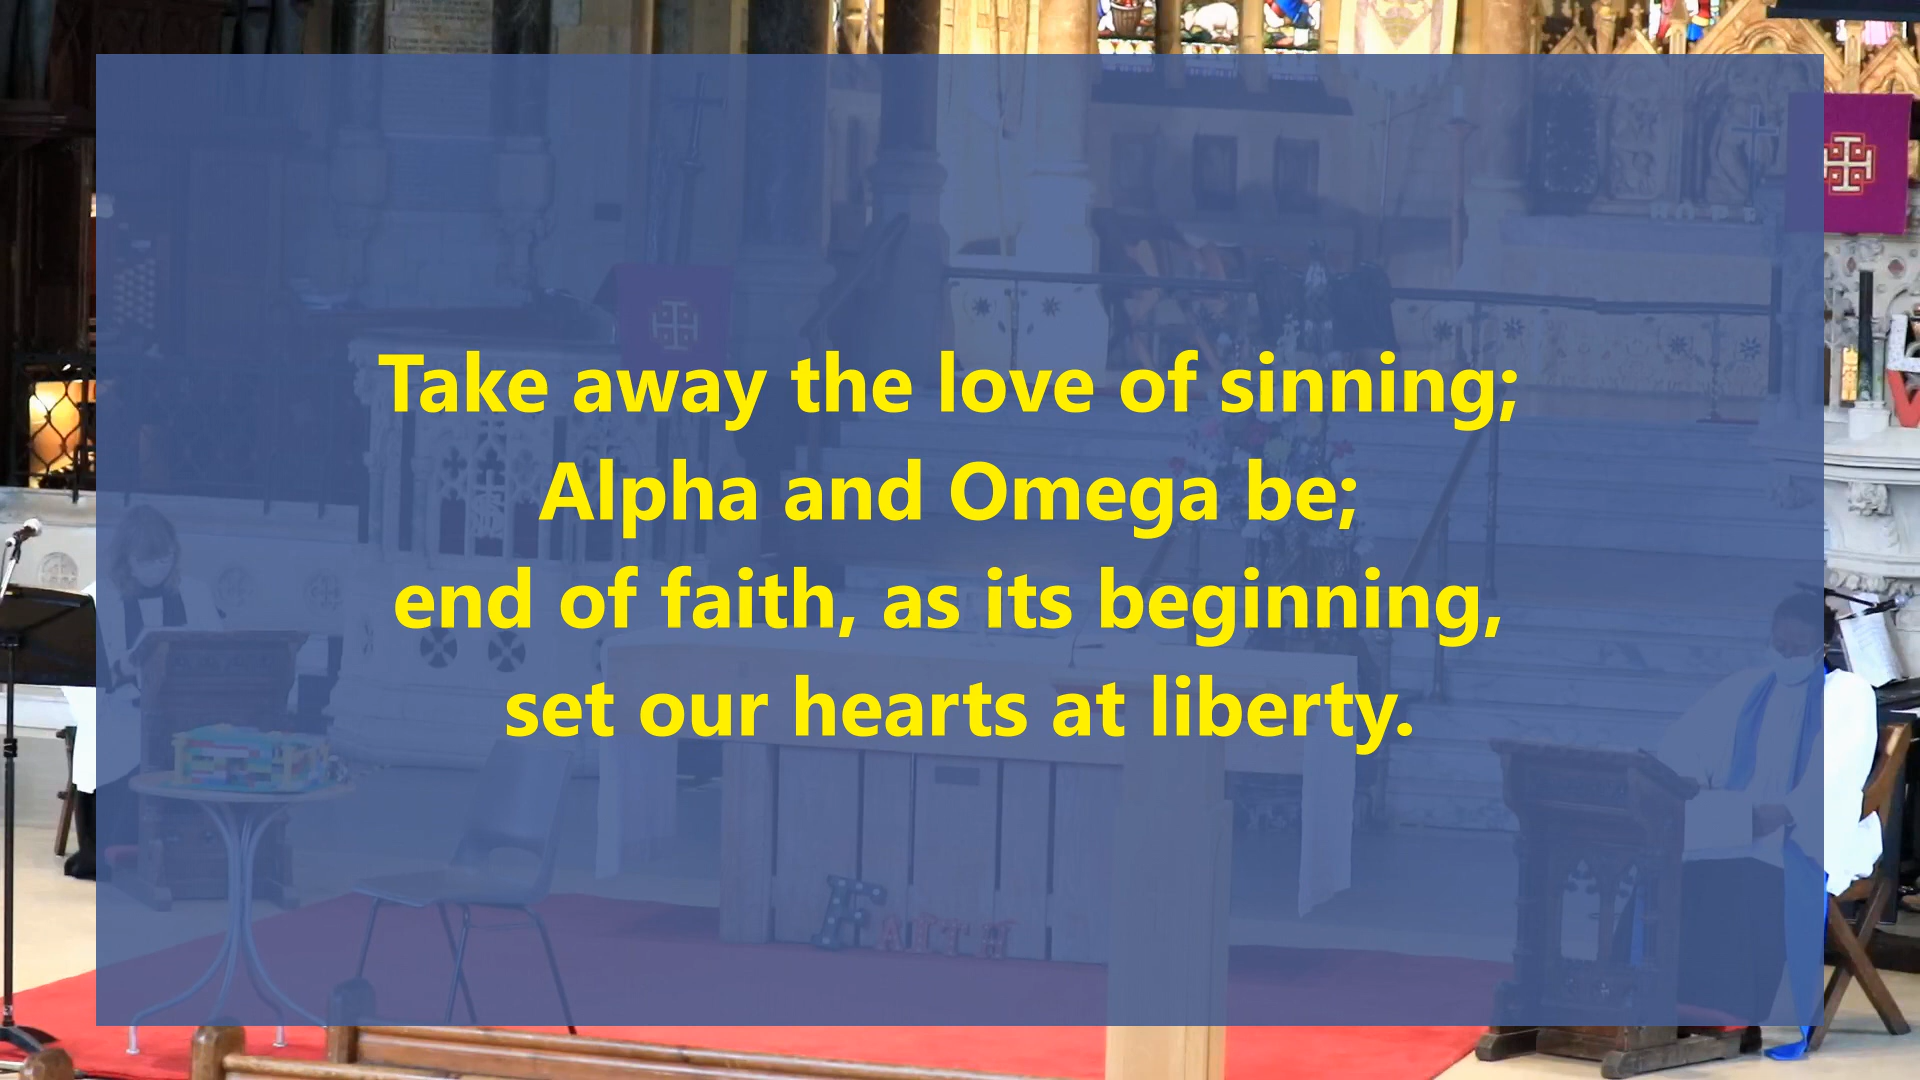 Take away the love of sinning;
Alpha and Omega be;
end of faith, as its beginning,
set our hearts at liberty.
FAITH